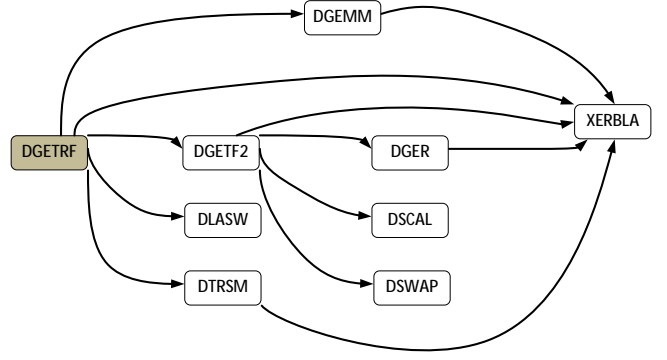 DGEMM
XERBLA
DGETRF
DGETF2
DGER
DLASW
DSCAL
DTRSM
DSWAP